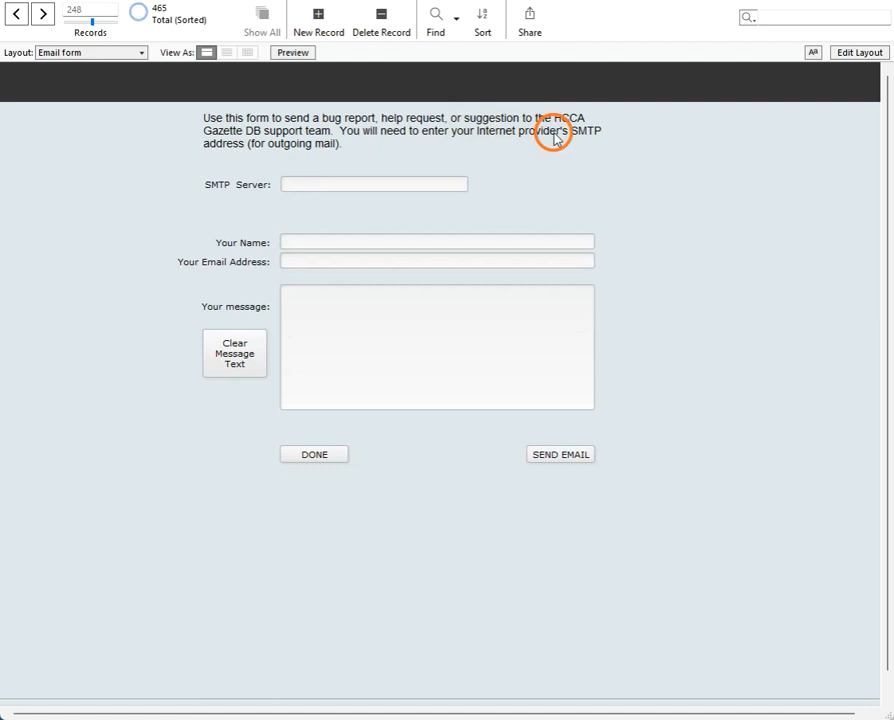 248
465
Total (Sorted)
Records
Show All
New Record
Delete Record
Find
Sort
Share
Layout: Email form
View As:
Preview
Aa
Edit Layout
Use this form to send a bug report, help request, or suggestion to the HCCA
Gazette DB support team. You will need to enter your Internet provider's SMTP
address (for outgoing mail).
SMTP Server:
Your Name:
Your Email Address:
Your message:
Clear
Message
Text
DONE
SEND EMAIL